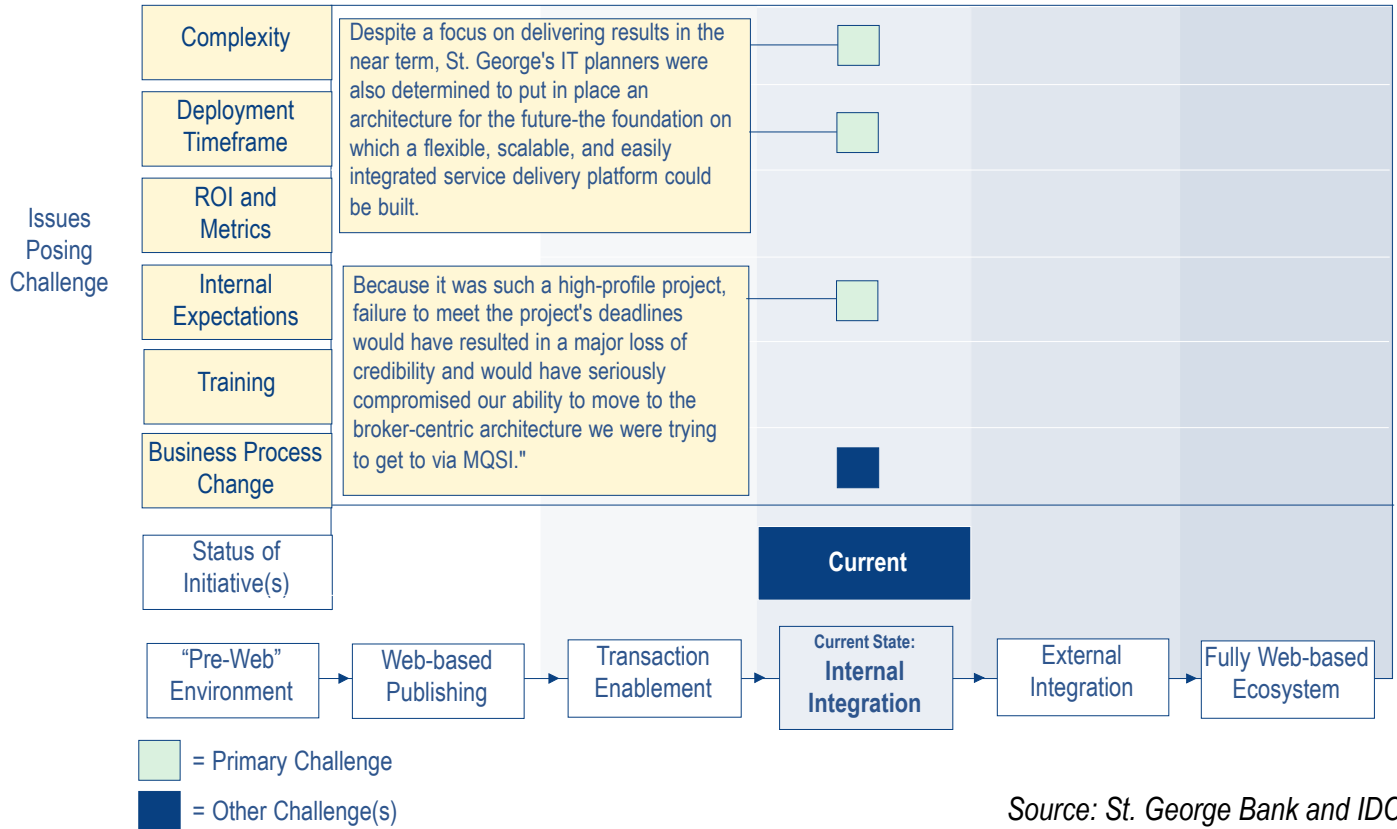 Complexity
Despite a focus on delivering results in the
near term, St. George's IT planners were
also determined to put in place an
architecture for the future-the foundation on
which a flexible, scalable, and easily
integrated service delivery platform could
be built.
Deployment
Timeframe
ROI and
Metrics
Issues
Posing
Challenge
Internal
Expectations
Because it was such a high-profile project,
failure to meet the project's deadlines
would have resulted in a major loss of
credibility and would have seriously
compromised our ability to move to the
broker-centric architecture we were trying
to get to via MQSI."
Training
Business Process
Change
Status of
Initiative(s)
Current
“Pre-Web”
Environment
Web-based
Publishing
Transaction
Enablement
Current State:
Internal
Integration
External
Integration
Fully Web-based
Ecosystem
= Primary Challenge
= Other Challenge(s)
Source: St. George Bank and IDC